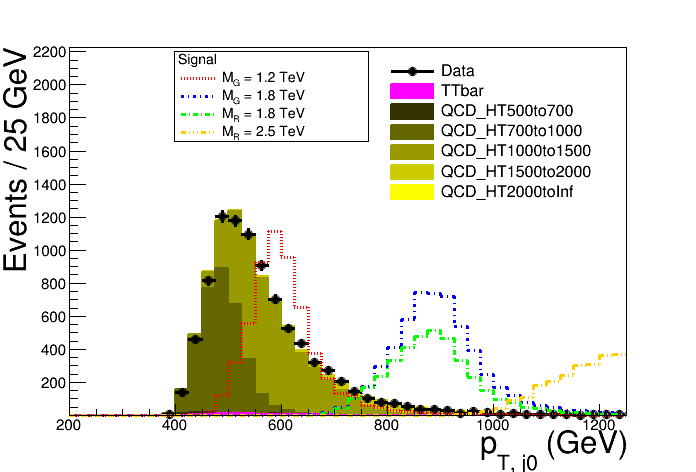 Events / 25 GeV
2200
2000
1800
1600
1400
1200
1000
800
600
400
200
Signal
M_G = 1.2 TeV
M_G = 1.8 TeV
M_R = 1.8 TeV
M_R = 2.5 TeV
Data
TTbar
QCD_HT500to700
QCD_HT700to1000
QCD_HT1000to1500
QCD_HT1500to2000
QCD_HT2000toInf
200 400 600 800 1000 1200
p_T, j0 (GeV)